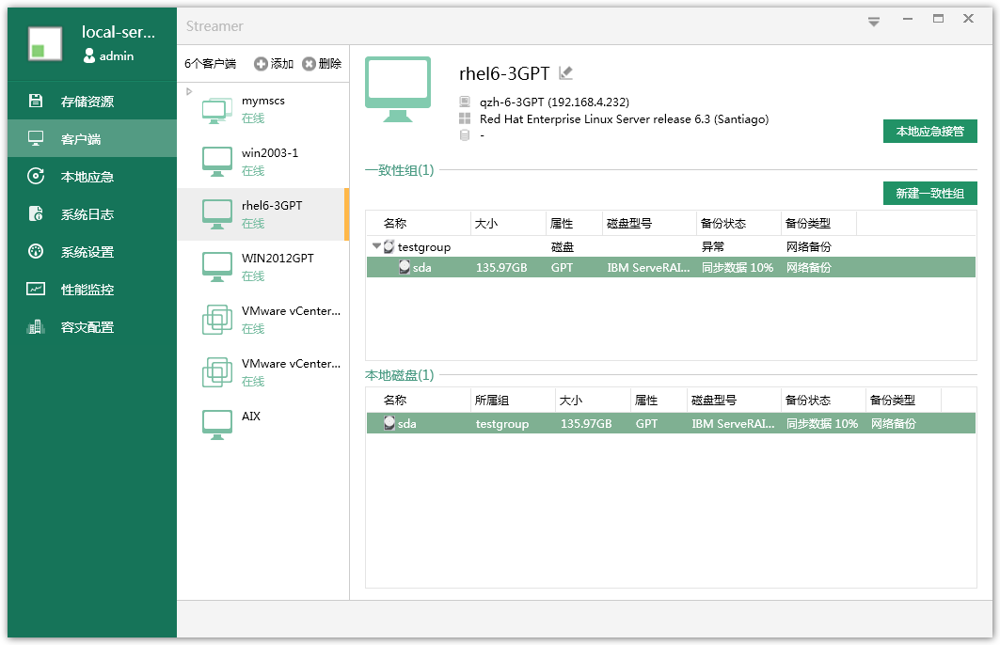 local-ser...
admin
存储资源
客户端
本地应急
系统日志
系统设置
性能监控
容灾配置
Streamer
6个客户端 添加 删除
mymscs
在线
win2003-1
在线
rhel6-3GPT
在线
WIN2012GPT
在线
VMware vCenter...
在线
VMware vCenter...
在线
AIX
rhel6-3GPT
qzh-6-3GPT (192.168.4.232)
Red Hat Enterprise Linux Server release 6.3 (Santiago)
-
本地应急接管
一致性组(1)
新建一致性组
名称 大小 属性 磁盘型号 备份状态 备份类型
testgroup 磁盘 异常 网络备份
sda 135.97GB GPT IBM ServeRAI... 同步数据 10% 网络备份
本地磁盘(1)
名称 所属组 大小 属性 磁盘型号 备份状态 备份类型
sda testgroup 135.97GB GPT IBM ServeRAI... 同步数据 10% 网络备份